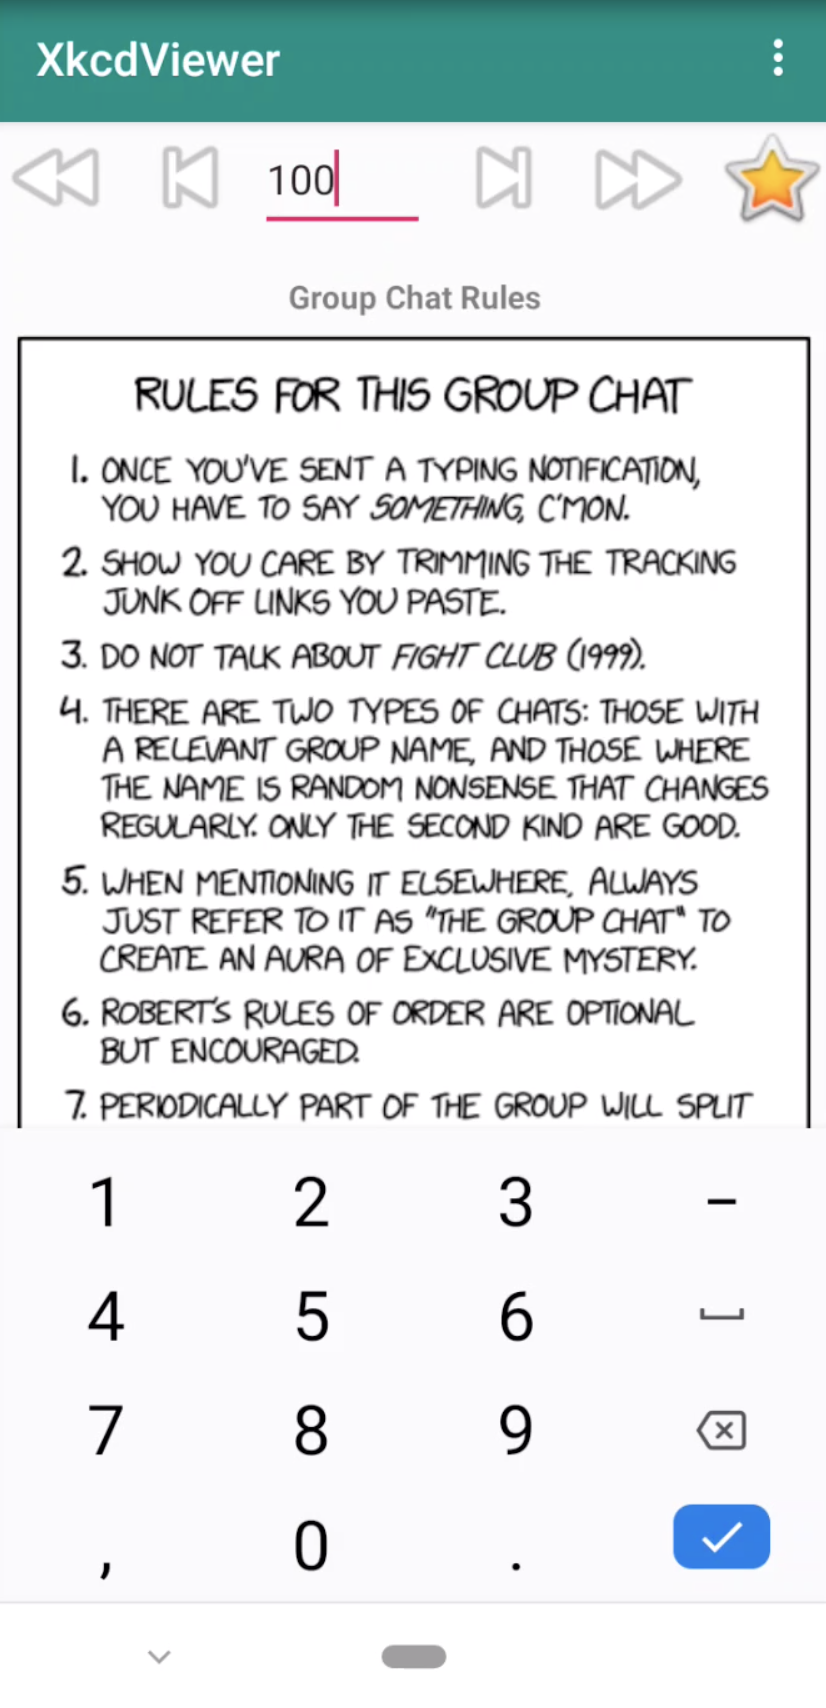 XkcdViewer
100
Group Chat Rules
RULES FOR THIS GROUP CHAT
1. ONCE YOU'VE SENT A TYPING NOTIFICATION,
YOU HAVE TO SAY SOMETHING, C'MON.
2. SHOW YOU CARE BY TRIMMING THE TRACKING
JUNK OFF LINKS YOU PASTE.
3. DO NOT TALK ABOUT FIGHT CLUB (1999).
4. THERE ARE TWO TYPES OF CHATS: THOSE WITH
A RELEVANT GROUP NAME, AND THOSE WHERE
THE NAME IS RANDOM NONSENSE THAT CHANGES
REGULARLY. ONLY THE SECOND KIND ARE GOOD.
5. WHEN MENTIONING IT ELSEWHERE, ALWAYS
JUST REFER TO IT AS "THE GROUP CHAT" TO
CREATE AN AURA OF EXCLUSIVE MYSTERY.
6. ROBERT'S RULES OF ORDER ARE OPTIONAL
BUT ENCOURAGED.
7. PERIODICALLY PART OF THE GROUP WILL SPLIT
1 2 3 –
4 5 6
7 8 9
, 0 .